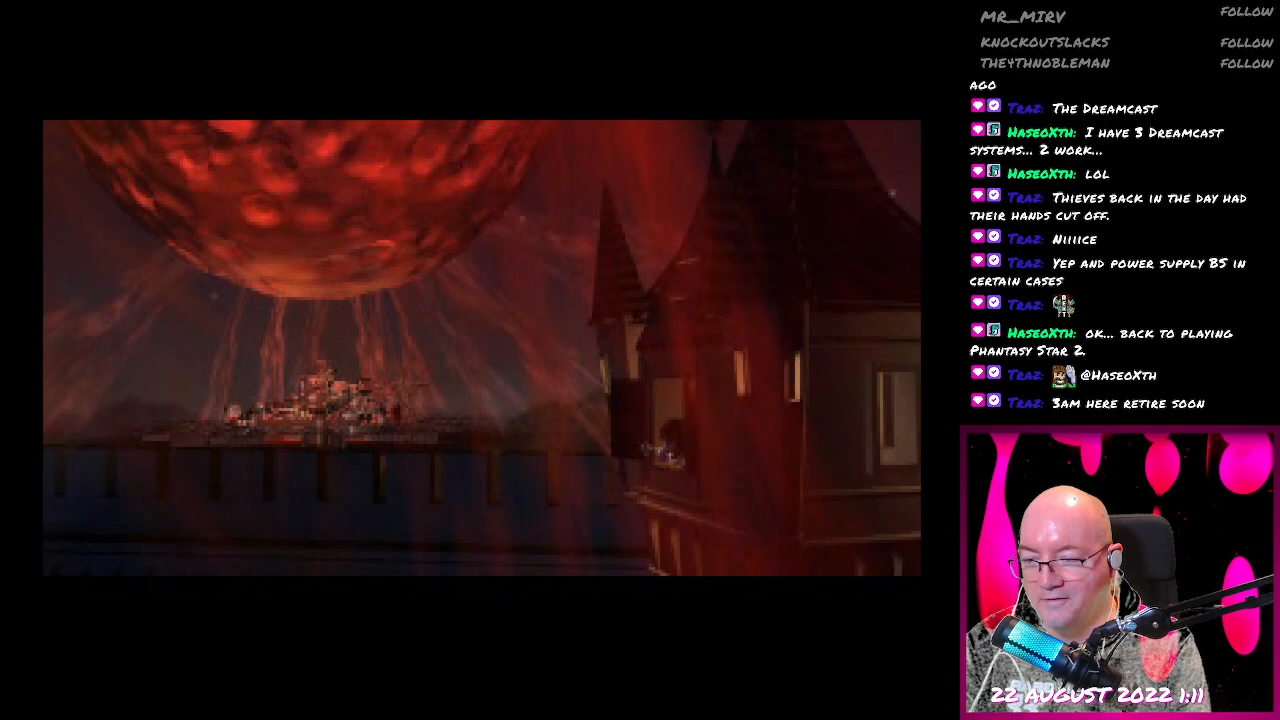 MR_MIRV FOLLOW
KNOCKOUTSLACKS FOLLOW
THE4THNOBLEMAN FOLLOW
AGO
TRAZ: THE DREAMCAST
HASEOXTH: I HAVE 3 DREAMCAST
SYSTEMS... 2 WORK...
HASEOXTH: LOL
TRAZ: THIEVES BACK IN THE DAY HAD
THEIR HANDS CUT OFF.
TRAZ: NIIIICE
TRAZ: YEP AND POWER SUPPLY BS IN
CERTAIN CASES
TRAZ:
HASEOXTH: OK... BACK TO PLAYING
PHANTASY STAR 2.
TRAZ: @HASEOXTH
TRAZ: 3AM HERE RETIRE SOON
22 AUGUST 2022 1:11